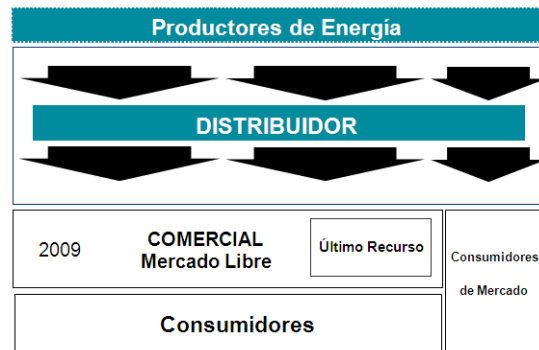 Productores de Energía
DISTRIBUIDOR
2009
COMERCIAL
Mercado Libre
Último Recurso
Consumidores
de Mercado
Consumidores